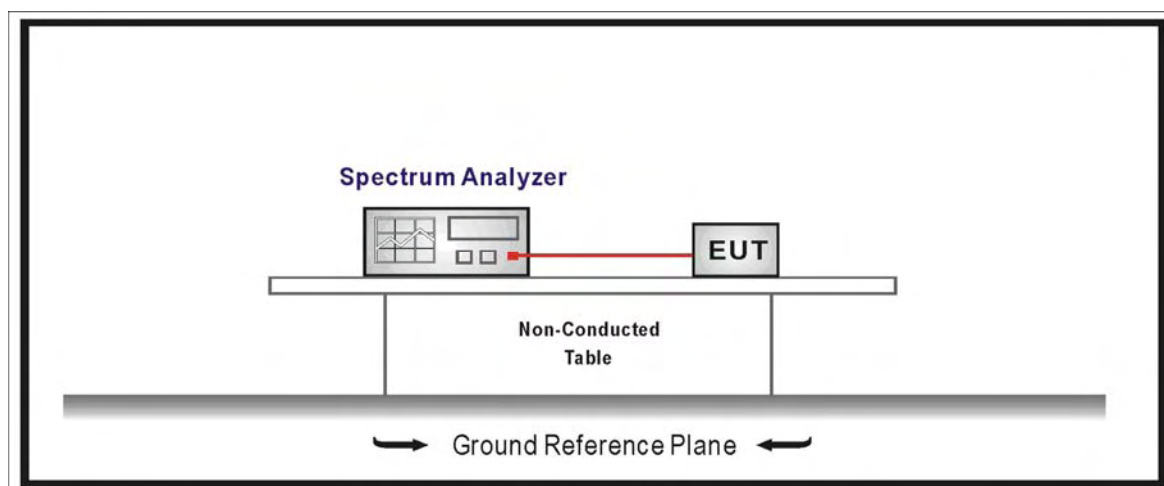 Spectrum Analyzer
EUT
Non-Conducted
Table
Ground Reference Plane